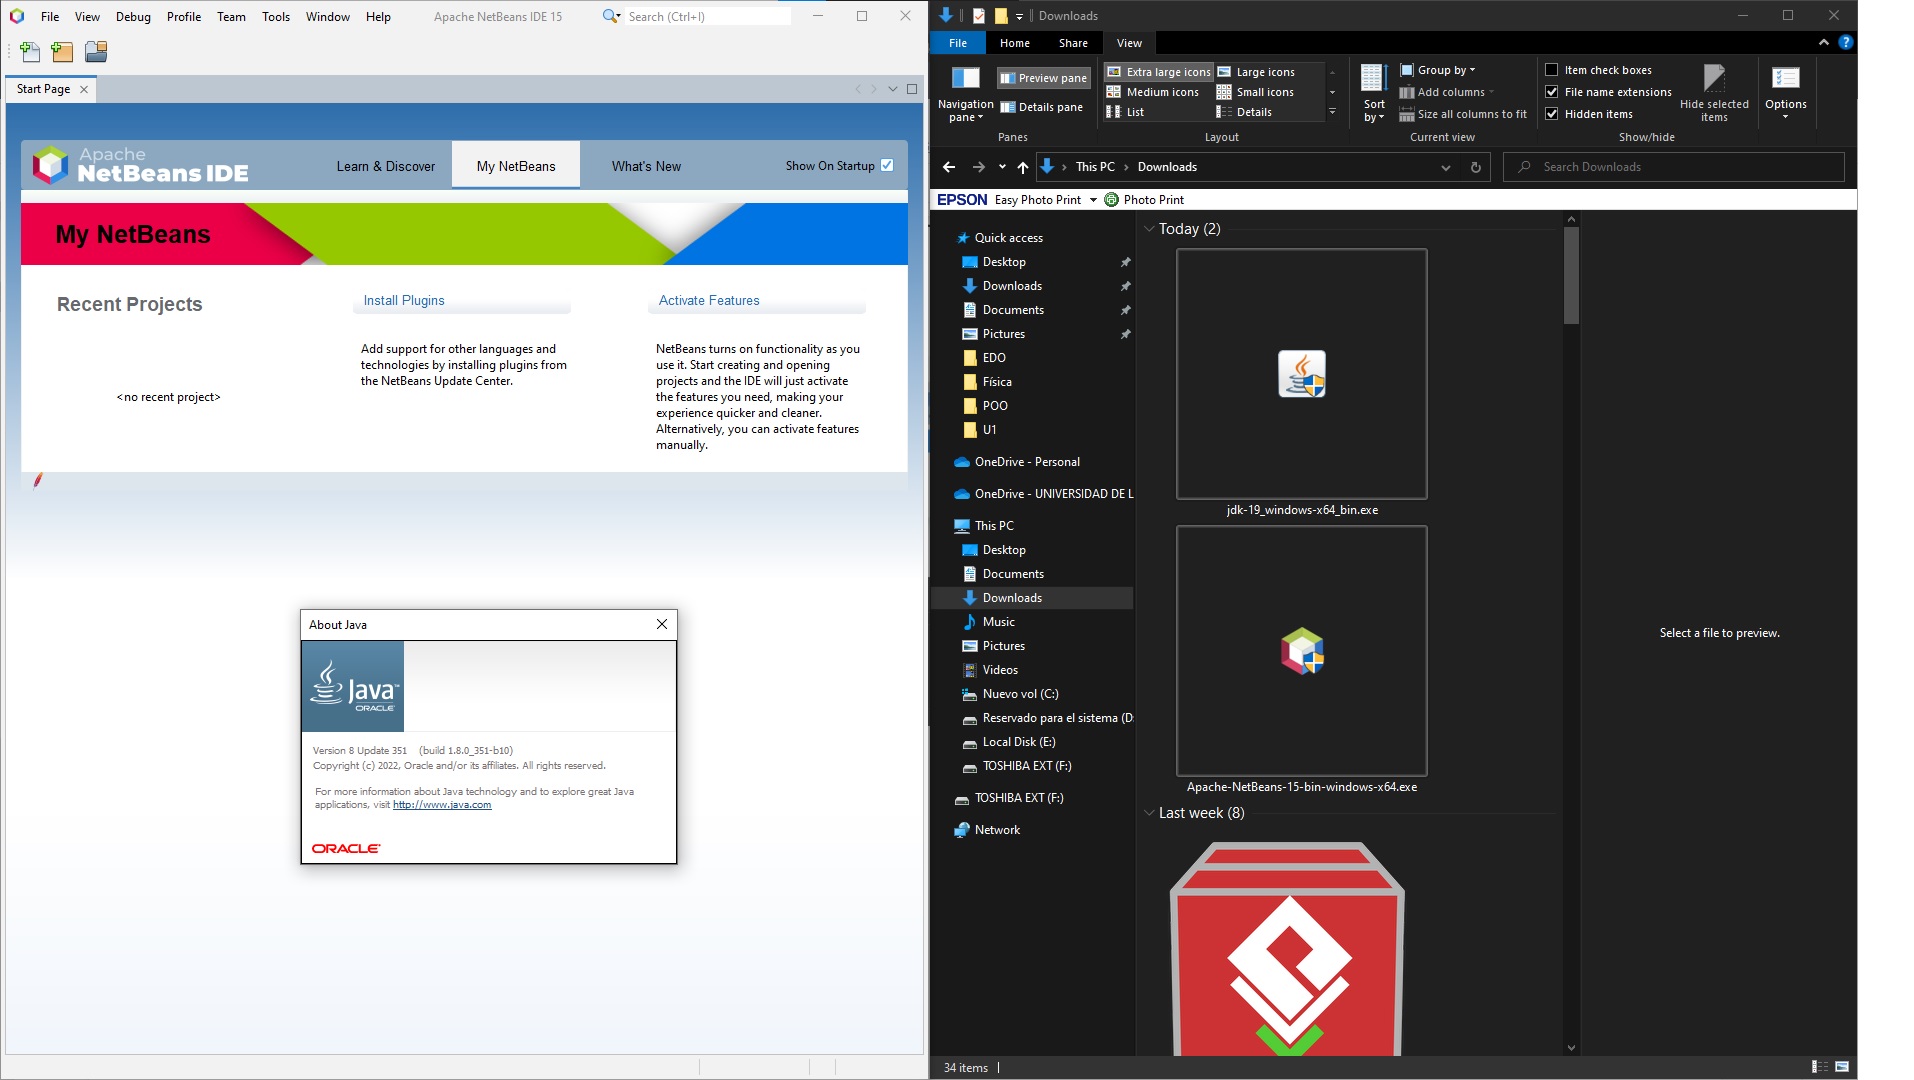 File View Debug Profile Team Tools Window Help
Apache NetBeans IDE 15
Search (Ctrl+I)
Start Page
Apache
NetBeans IDE
Learn & Discover
My NetBeans
What's New
Show On Startup
My NetBeans
Recent Projects
<no recent project>
Install Plugins
Add support for other languages and
technologies by installing plugins from
the NetBeans Update Center.
Activate Features
NetBeans turns on functionality as you
use it. Start creating and opening
projects and the IDE will just activate
the features you need, making your
experience quicker and cleaner.
Alternatively, you can activate features
manually.
About Java
Java™
ORACLE
Version 8 Update 351 (build 1.8.0_351-b10)
Copyright (c) 2022, Oracle and/or its affiliates. All rights reserved.
For more information about Java technology and to explore great Java
applications, visit http://www.java.com
ORACLE
Downloads
File Home Share View
Navigation
pane
Preview pane
Details pane
Panes
Extra large icons
Large icons
Medium icons
Small icons
List
Details
Layout
Sort
by
Group by
Add columns
Size all columns to fit
Current view
Item check boxes
File name extensions
Hidden items
Hide selected
items
Show/hide
Options
This PC
Downloads
Search Downloads
EPSON Easy Photo Print
Photo Print
Quick access
Desktop
Downloads
Documents
Pictures
EDO
Física
POO
U1
OneDrive - Personal
OneDrive - UNIVERSIDAD DE L
This PC
Desktop
Documents
Downloads
Music
Pictures
Videos
Nuevo vol (C:)
Reservado para el sistema (D:
Local Disk (E:)
TOSHIBA EXT (F:)
TOSHIBA EXT (F:)
Network
Today (2)
jdk-19_windows-x64_bin.exe
Apache-NetBeans-15-bin-windows-x64.exe
Last week (8)
Select a file to preview.
34 items